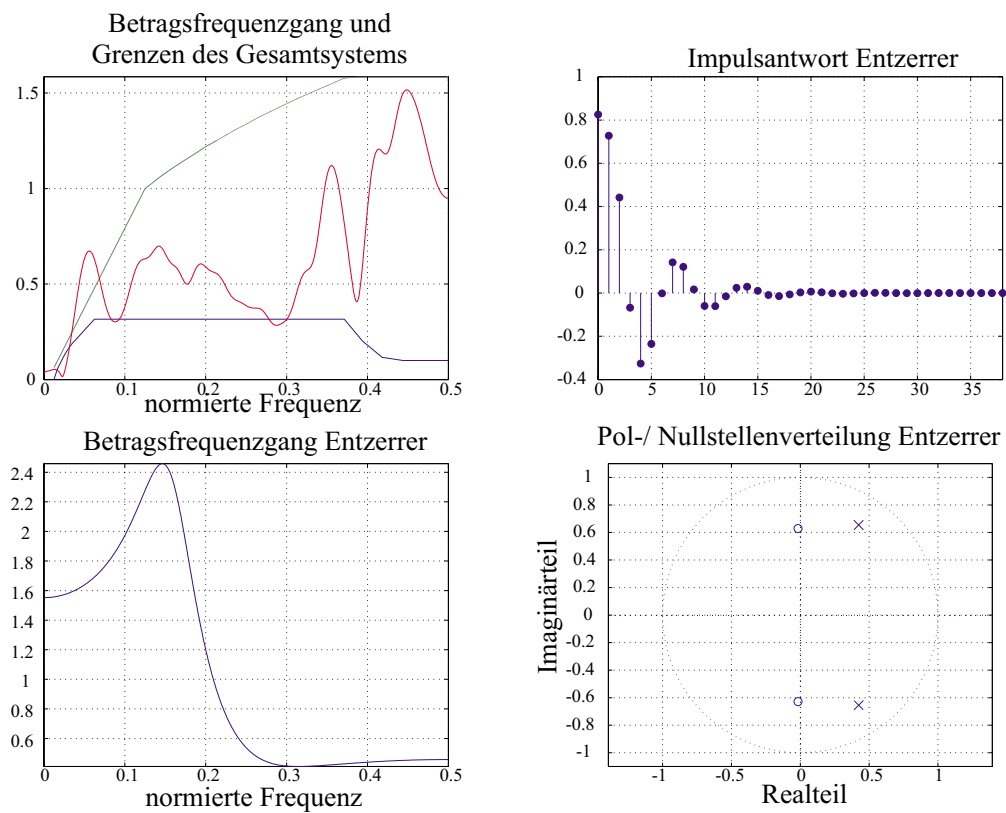 Betragsfrequenzgang und
Grenzen des Gesamtsystems
1.5
1
0.5
0
0 0.1 0.2 0.3 0.4 0.5
normierte Frequenz
Impulsantwort Entzerrer
1
0.8
0.6
0.4
0.2
0
-0.2
-0.4
0 5 10 15 20 25 30 35
Betragsfrequenzgang Entzerrer
2.4
2.2
2
1.8
1.6
1.4
1.2
1
0.8
0.6
0 0.1 0.2 0.3 0.4 0.5
normierte Frequenz
Pol-/ Nullstellenverteilung Entzerrer
Imaginärteil
1
0.8
0.6
0.4
0.2
0
-0.2
-0.4
-0.6
-0.8
-1
-1 -0.5 0 0.5 1
Realteil